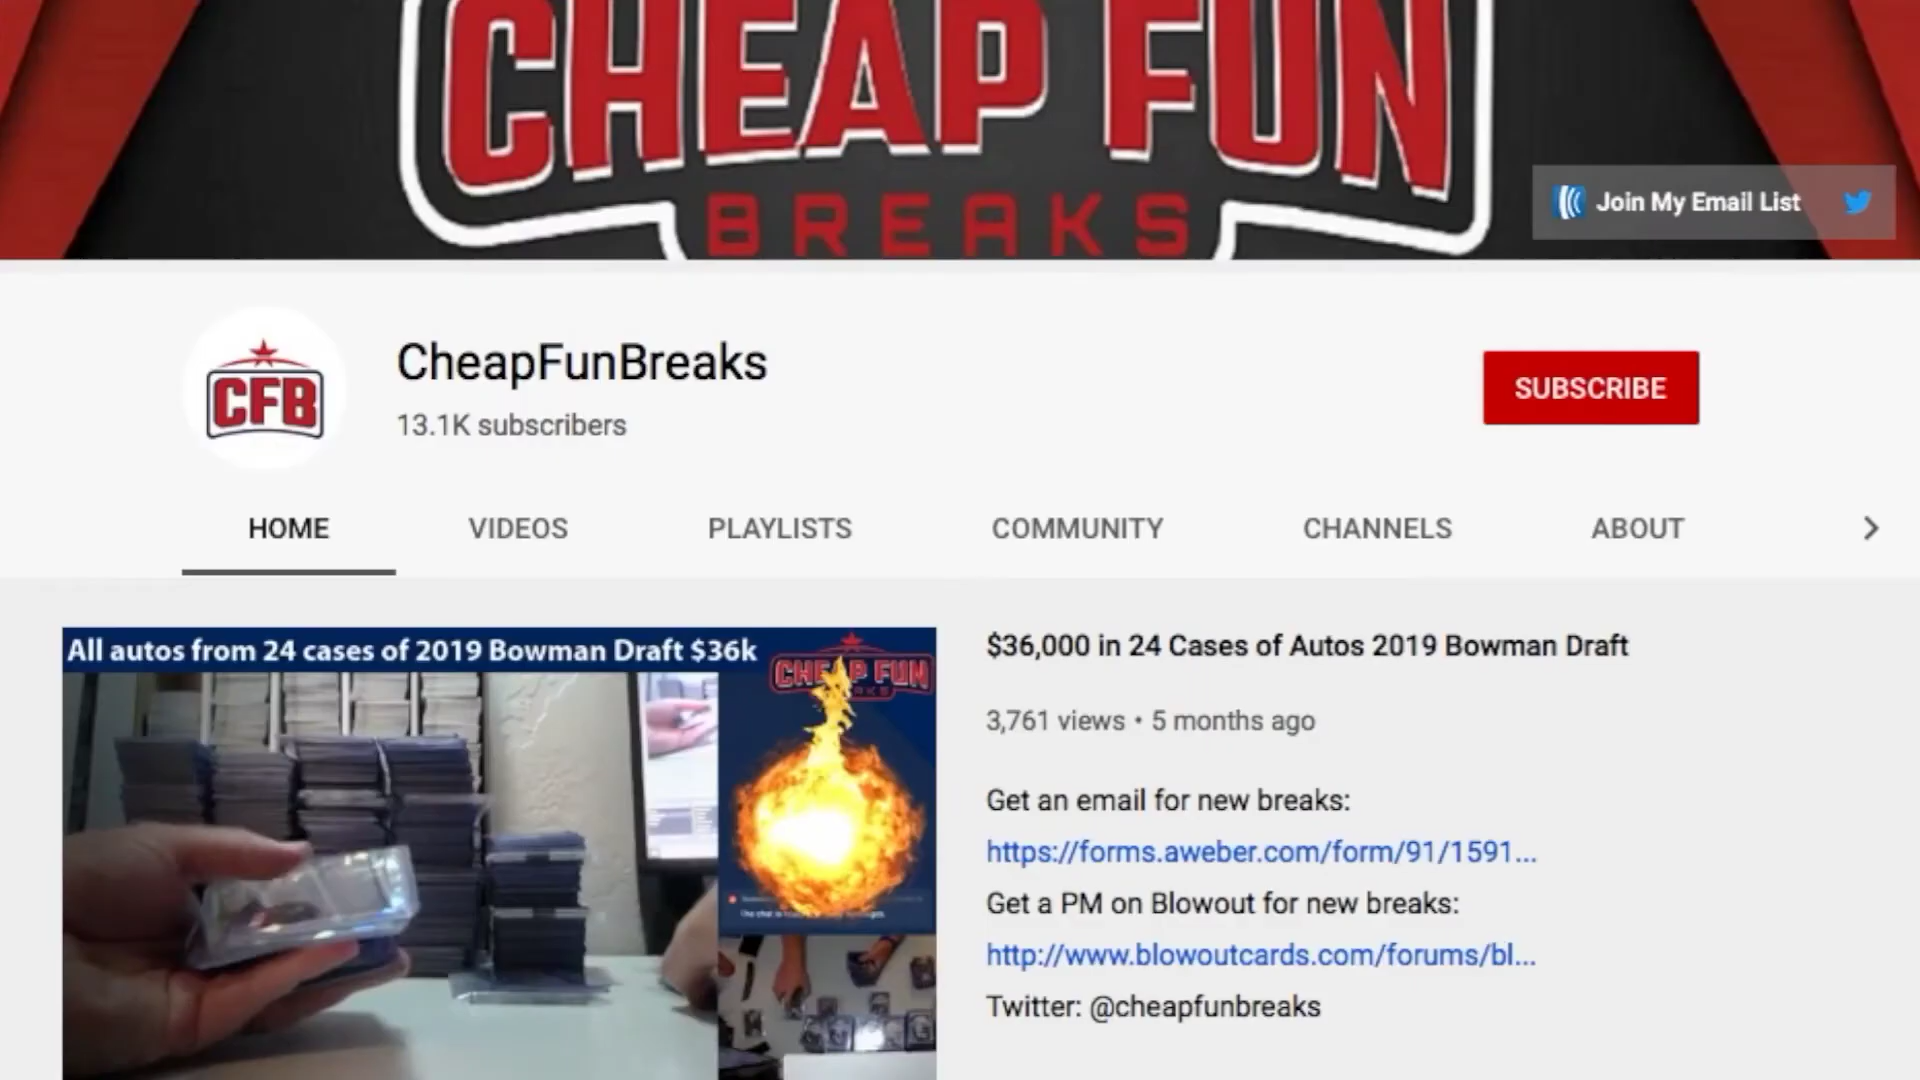 CHEAP FUN
BREAKS
Join My Email List
CFB
CheapFunBreaks
13.1K subscribers
SUBSCRIBE
HOME
VIDEOS
PLAYLISTS
COMMUNITY
CHANNELS
ABOUT
All autos from 24 cases of 2019 Bowman Draft $36k
CHEAP FUN
$36,000 in 24 Cases of Autos 2019 Bowman Draft
3,761 views • 5 months ago
Get an email for new breaks:
https://forms.aweber.com/form/91/1591...
Get a PM on Blowout for new breaks:
http://www.blowoutcards.com/forums/bl...
Twitter: @cheapfunbreaks